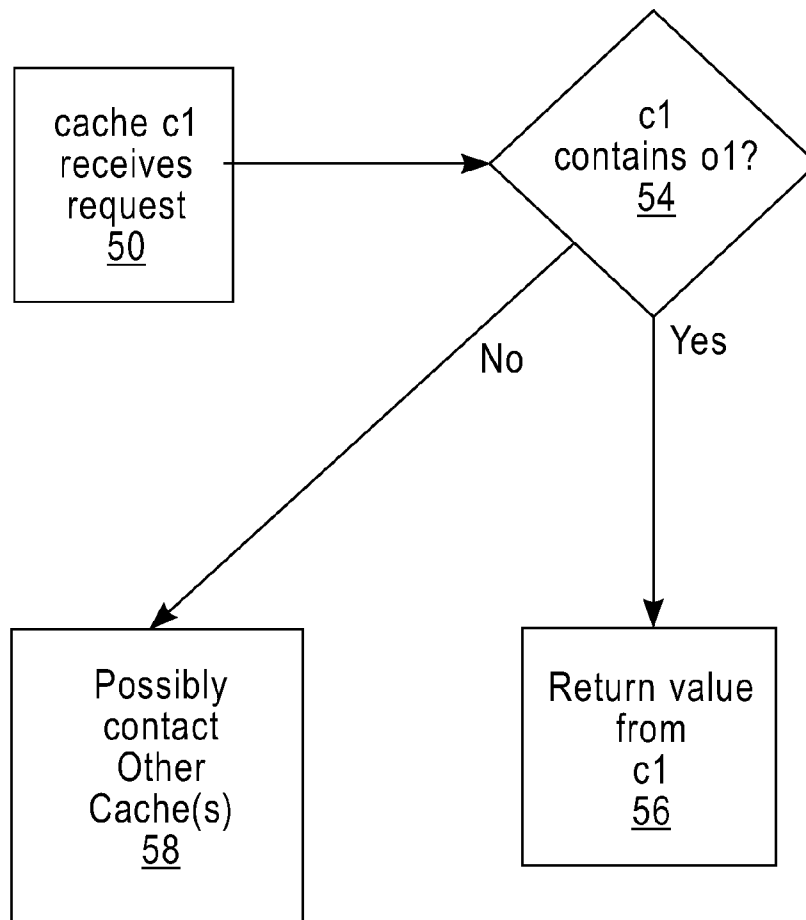 cache c1
receives
request
50
c1
contains o1?
54
No
Yes
Possibly
contact
Other
Cache(s)
58
Return value
from
c1
56